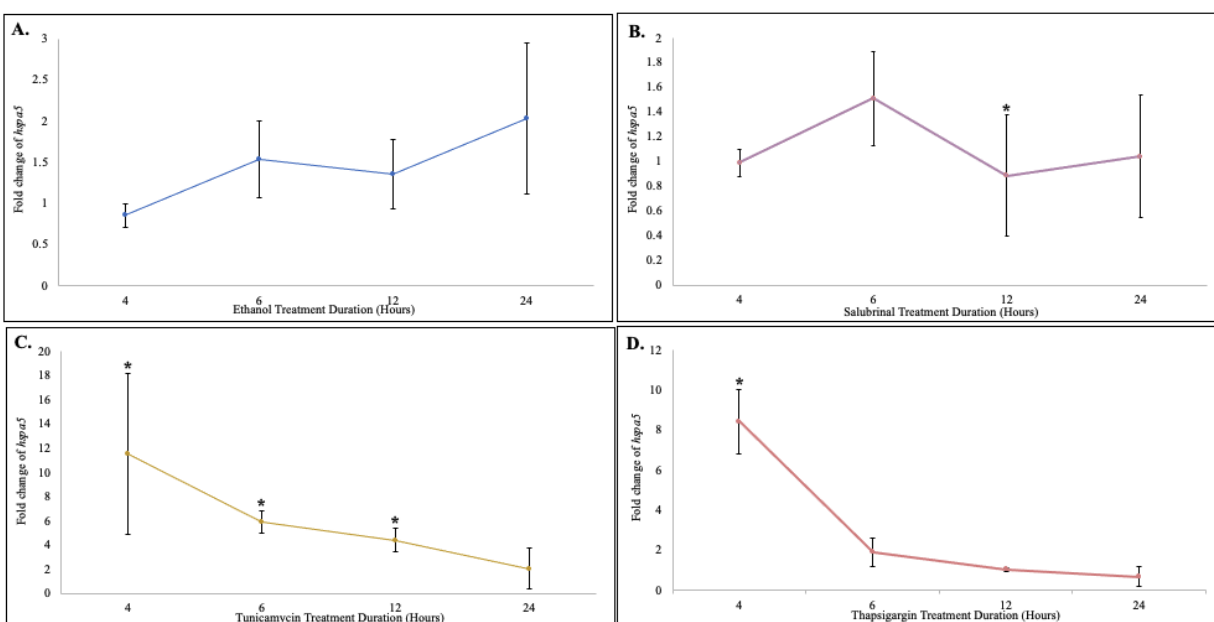 A.
Fold change of hspa5
3
2.5
2
1.5
1
0.5
0
4 6 12 24
Ethanol Treatment Duration (Hours)
B.
Fold change of hspa5
2
1.8
1.6
1.4
1.2
1
0.8
0.6
0.4
0.2
0
*
4 6 12 24
Salubrinal Treatment Duration (Hours)
C.
Fold change of hspa5
20
18
16
14
12
10
8
6
4
2
0
* * *
4 6 12 24
Tunicamycin Treatment Duration (Hours)
D.
Fold change of hspa5
12
10
8
6
4
2
0
*
4 6 12 24
Thapsigargin Treatment Duration (Hours)